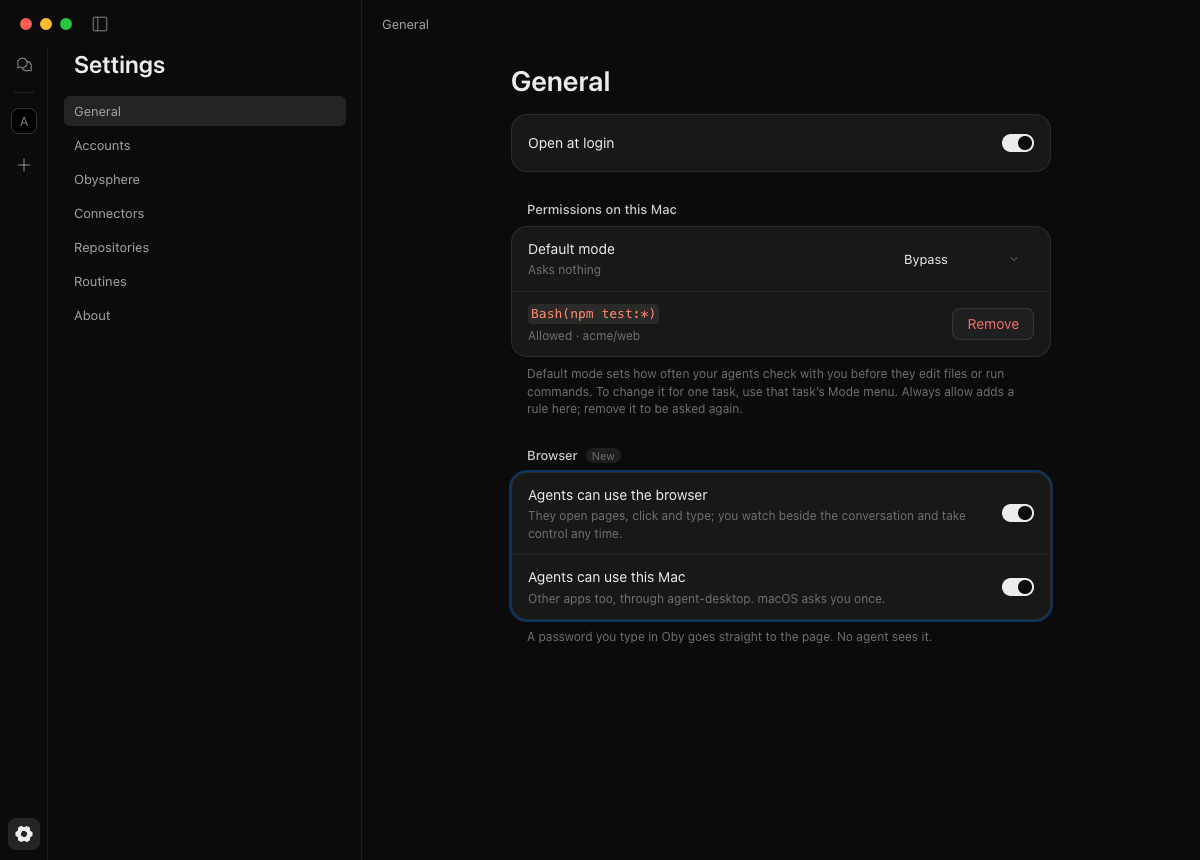 General
Settings
General
Accounts
Obysphere
Connectors
Repositories
Routines
About
A
General
Open at login
Permissions on this Mac
Default mode
Asks nothing
Bypass
Bash(npm test:*)
Allowed · acme/web
Remove
Default mode sets how often your agents check with you before they edit files or run
commands. To change it for one task, use that task's Mode menu. Always allow adds a
rule here; remove it to be asked again.
Browser New
Agents can use the browser
They open pages, click and type; you watch beside the conversation and take
control any time.
Agents can use this Mac
Other apps too, through agent-desktop. macOS asks you once.
A password you type in Oby goes straight to the page. No agent sees it.